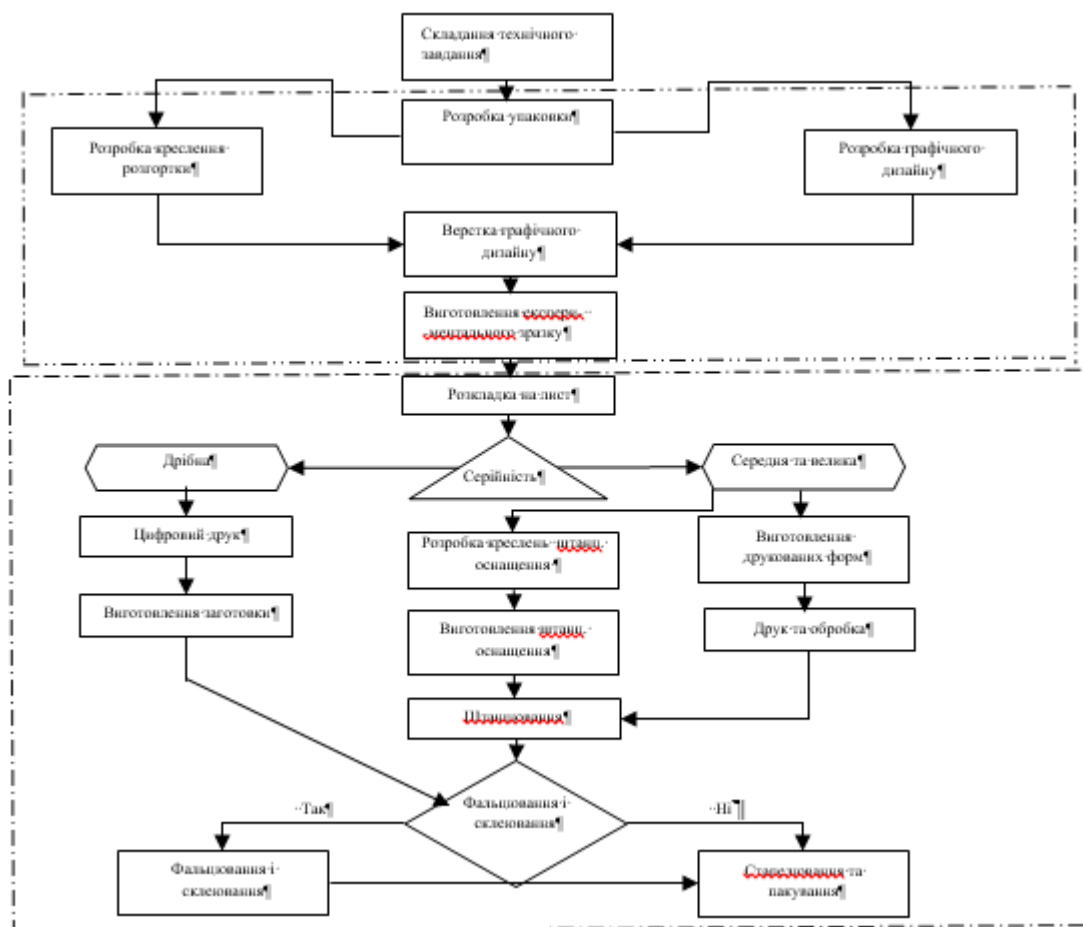 Складання технічного
завдання¶
Розробка упаковки¶
Розробка креслення
розгортки¶
Розробка графічного
дизайну¶
Верстка графічного
дизайну¶
Виготовлення експери-
ментального зразку¶
Розкладка на лист¶
Дрібна¶
Серійність¶
Середня та велика¶
Цифровий друк¶
Розробка креслень штанц.
оснащення¶
Виготовлення
друкованих форм¶
Виготовлення заготовки¶
Виготовлення штанц.
оснащення¶
Друк та обробка¶
Штанцювання¶
Так¶
Фальцювання і
склеювання¶
Ні¶
Фальцювання і
склеювання¶
Стапелювання та
пакування¶